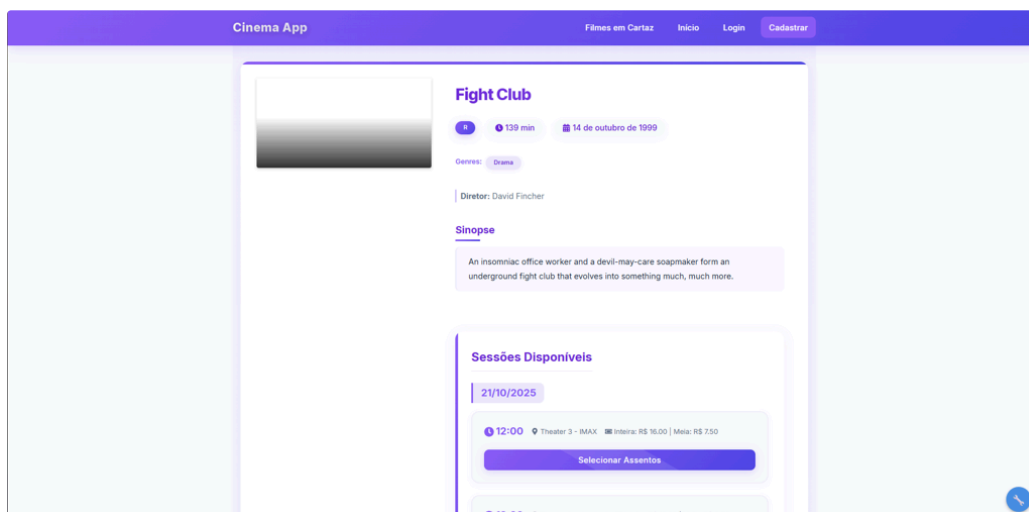 Cinema App
Filmes em Cartaz Início Login Cadastrar
Fight Club
R 139 min 14 de outubro de 1999
Genres: Drama
Diretor: David Fincher
Sinopse
An insomniac office worker and a devil-may-care soapmaker form an
underground fight club that evolves into something much, much more.
Sessões Disponíveis
21/10/2025
12:00 Theater 3 - IMAX Inteira: R$ 16.00 | Meia: R$ 7.50
Selecionar Assentos